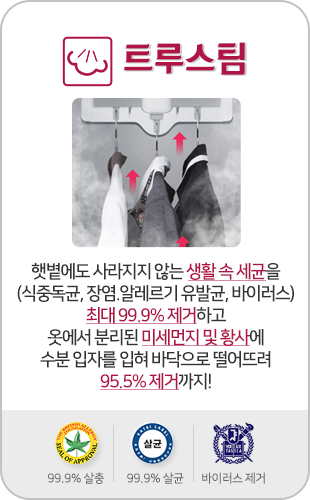 트루스팀
햇볕에도 사라지지 않는 생활 속 세균을
(식중독균, 장염.알레르기 유발균, 바이러스)
최대 99.9% 제거하고
옷에서 분리된 미세먼지 및 황사에
수분 입자를 입혀 바닥으로 떨어뜨려
95.5% 제거까지!
THE BRITISH ALLERGY FOUNDATION
SEAL OF APPROVAL
살균
99.9% 살충
99.9% 살균
바이러스 제거